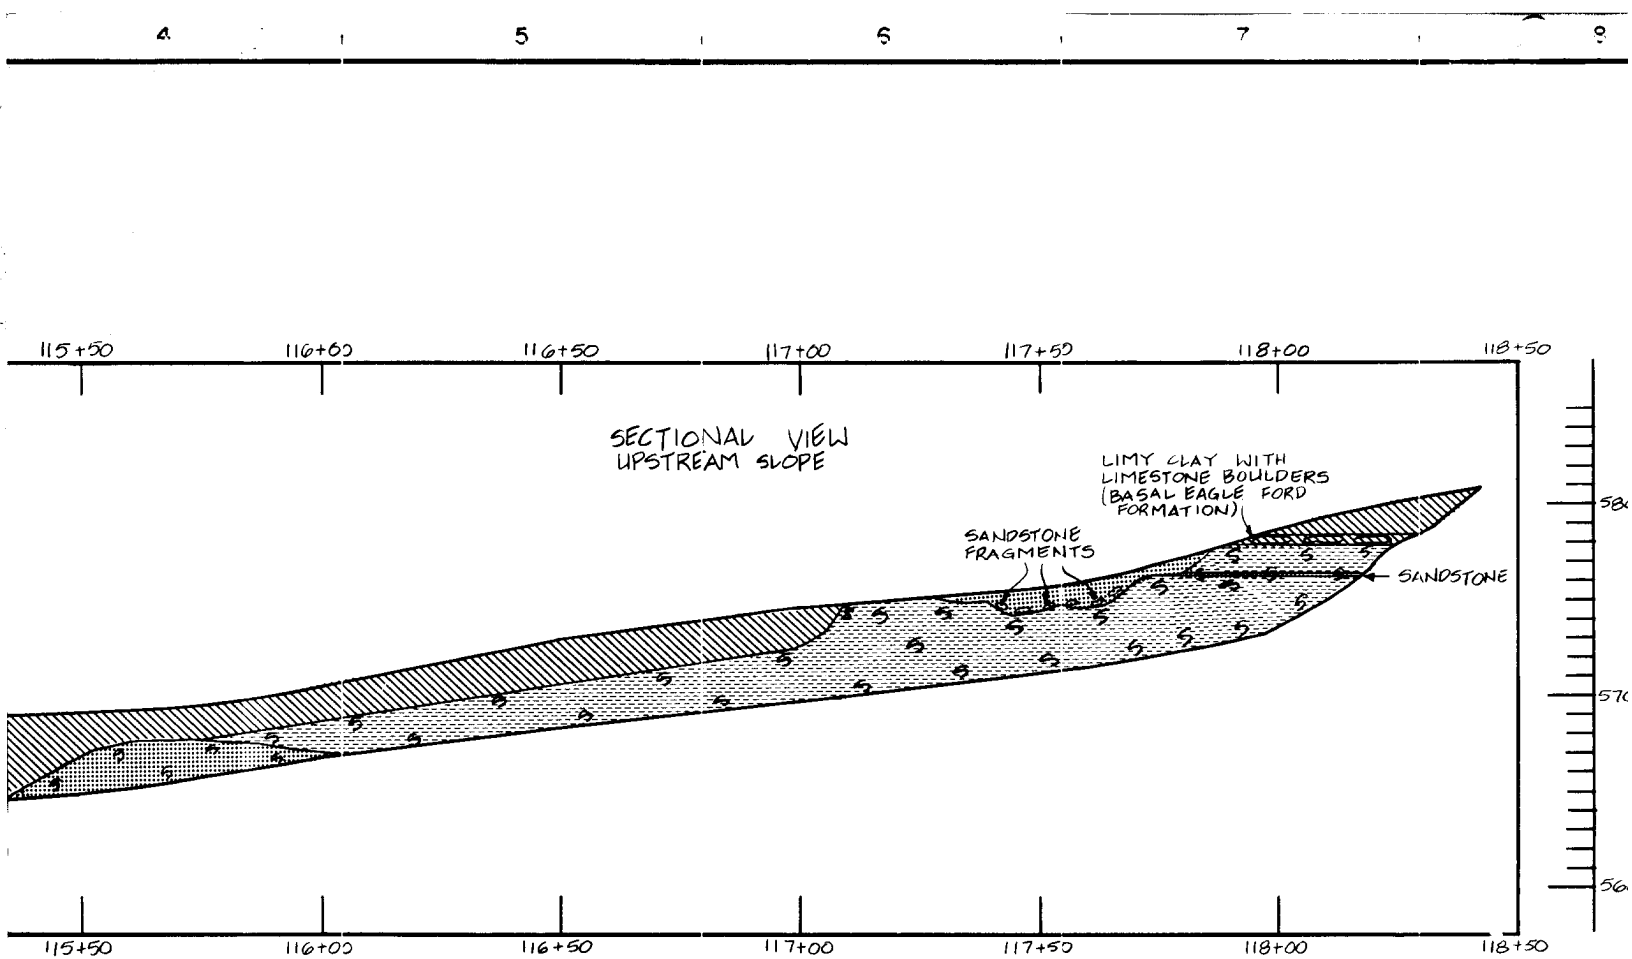 4 5 6 7 8
115+50 116+00 116+50 117+00 117+50 118+00 118+50
SECTIONAL VIEW
UPSTREAM SLOPE
LIMY CLAY WITH
LIMESTONE BOULDERS
(BASAL EAGLE FORD
FORMATION)
SANDSTONE
FRAGMENTS
SANDSTONE
115+50 116+00 116+50 117+00 117+50 118+00 118+50